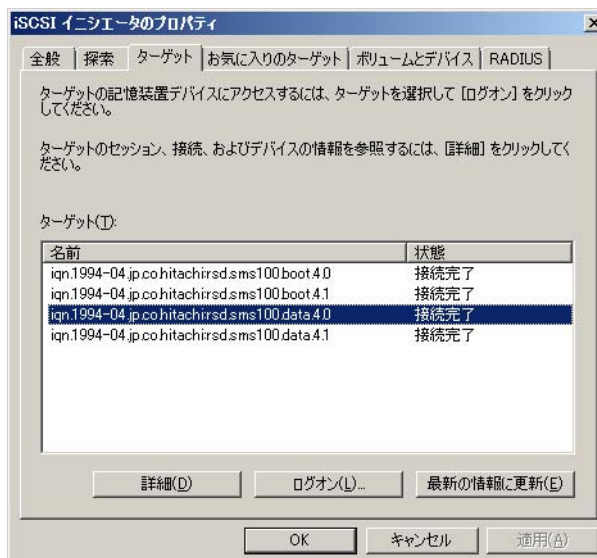 iSCSI イニシエータのプロパティ
全般 探索 ターゲット お気に入りのターゲット ボリュームとデバイス RADIUS
ターゲットの記憶装置デバイスにアクセスするには、ターゲットを選択して [ログオン] をクリック
してください。
ターゲットのセッション、接続、およびデバイスの情報を参照するには、[詳細] をクリックしてく
ださい。
ターゲット(T):
名前 状態
iqn.1994-04.jp.co.hitachi.rsd.sms100.boot.4.0 接続完了
iqn.1994-04.jp.co.hitachi.rsd.sms100.boot.4.1 接続完了
iqn.1994-04.jp.co.hitachi.rsd.sms100.data.4.0 接続完了
iqn.1994-04.jp.co.hitachi.rsd.sms100.data.4.1 接続完了
詳細(D) ログオン(L)... 最新の情報に更新(E)
OK キャンセル 適用(A)